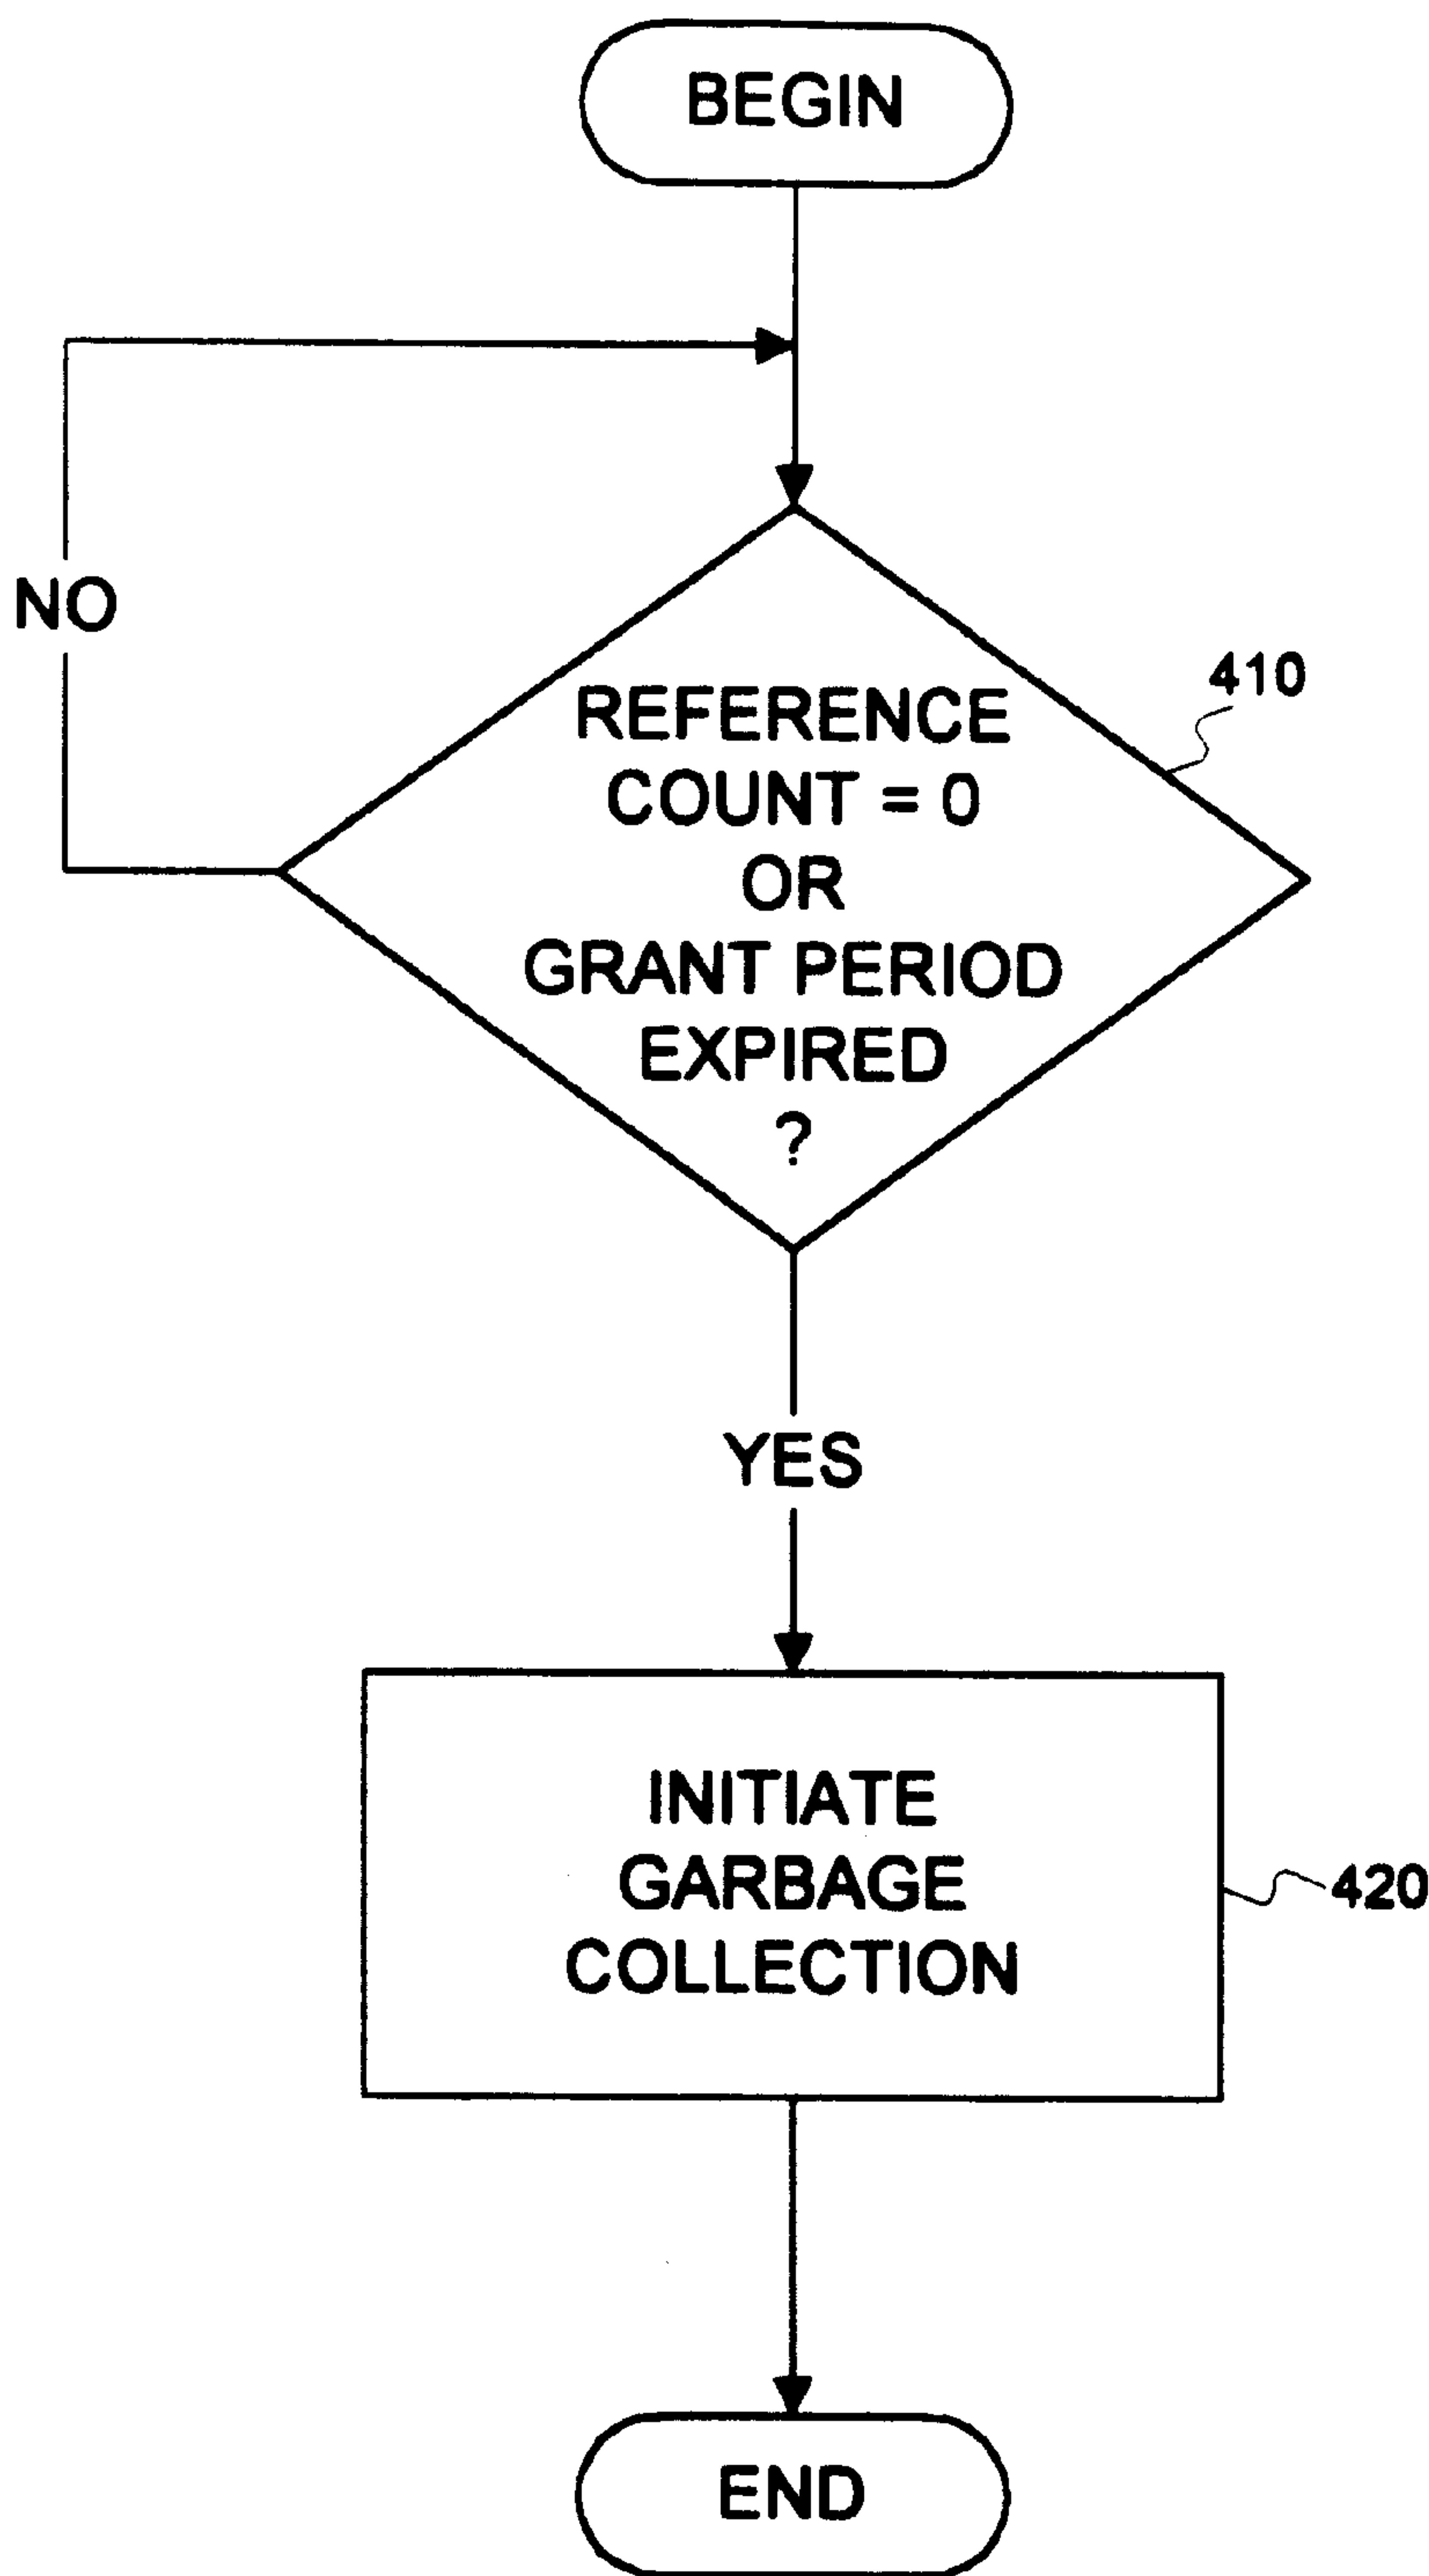 BEGIN
NO
410
REFERENCE
COUNT = 0
OR
GRANT PERIOD
EXPIRED
?
YES
INITIATE
GARBAGE
COLLECTION
420
END